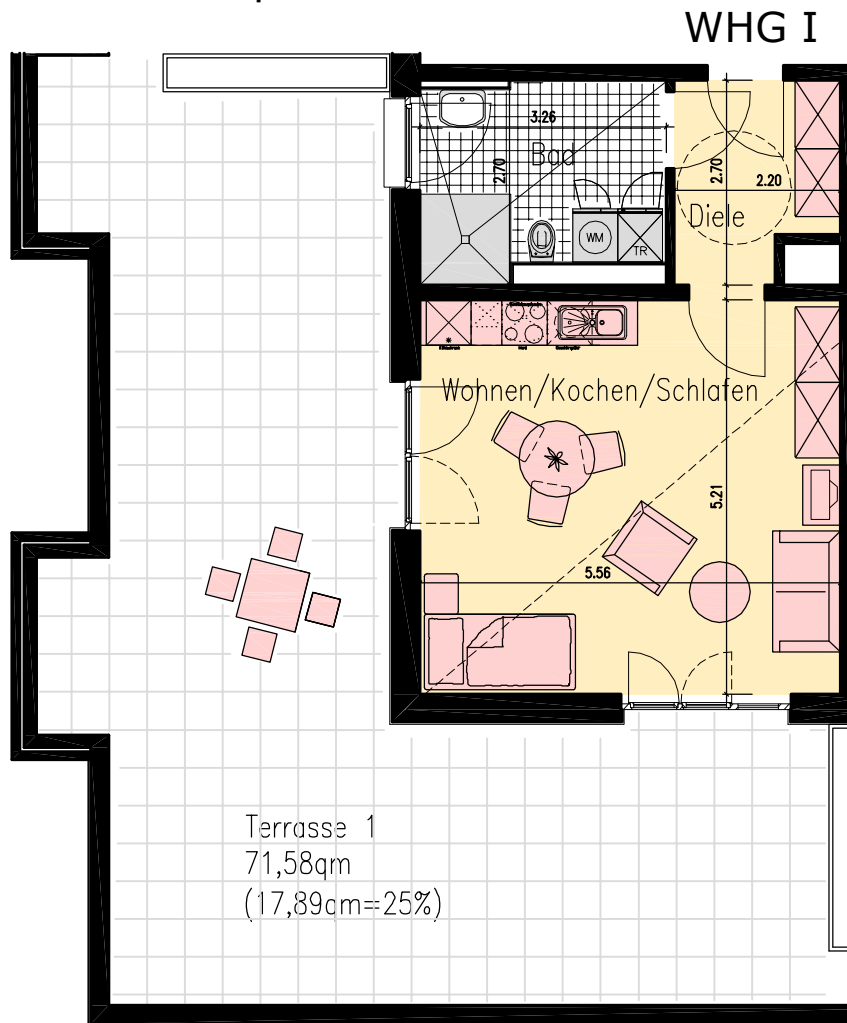 WHG I
3.26
Bad
2.70
2.70
2.20
Diele
WM
TR
Wohnen/Kochen/Schlafen
5.21
5.56
Terrasse 1
71,58qm
(17,89qm=25%)